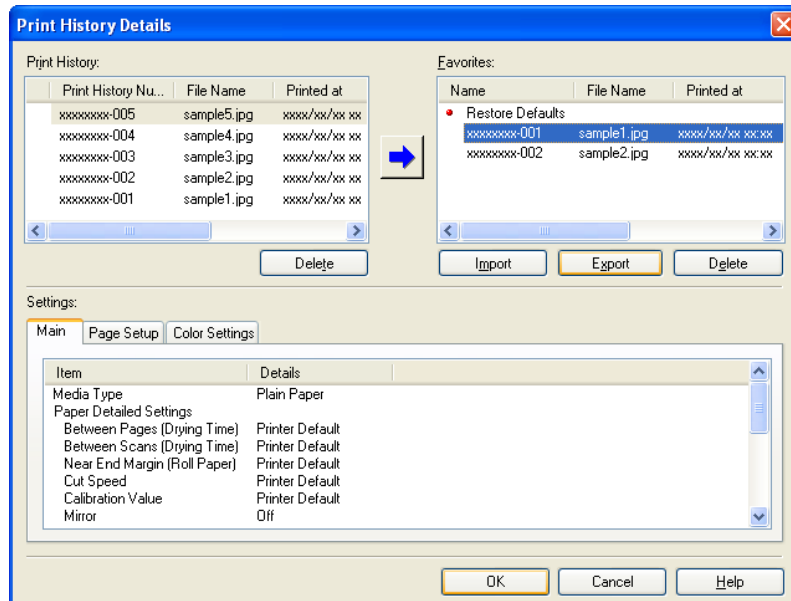 Print History Details
Print History:
Print History Nu... File Name Printed at
xxxxxxxx-005 sample5.jpg xxxx/xx/xx xx
xxxxxxxx-004 sample4.jpg xxxx/xx/xx xx
xxxxxxxx-003 sample3.jpg xxxx/xx/xx xx
xxxxxxxx-002 sample2.jpg xxxx/xx/xx xx
xxxxxxxx-001 sample1.jpg xxxx/xx/xx xx
Delete
Favorites:
Name File Name Printed at
Restore Defaults
xxxxxxxx-001 sample1.jpg xxxx/xx/xx xx:xx
xxxxxxxx-002 sample2.jpg xxxx/xx/xx xx:xx
Import Export Delete
Settings:
Main Page Setup Color Settings
Item Details
Media Type Plain Paper
Paper Detailed Settings
Between Pages (Drying Time) Printer Default
Between Scans (Drying Time) Printer Default
Near End Margin (Roll Paper) Printer Default
Cut Speed Printer Default
Calibration Value Printer Default
Mirror Off
OK Cancel Help